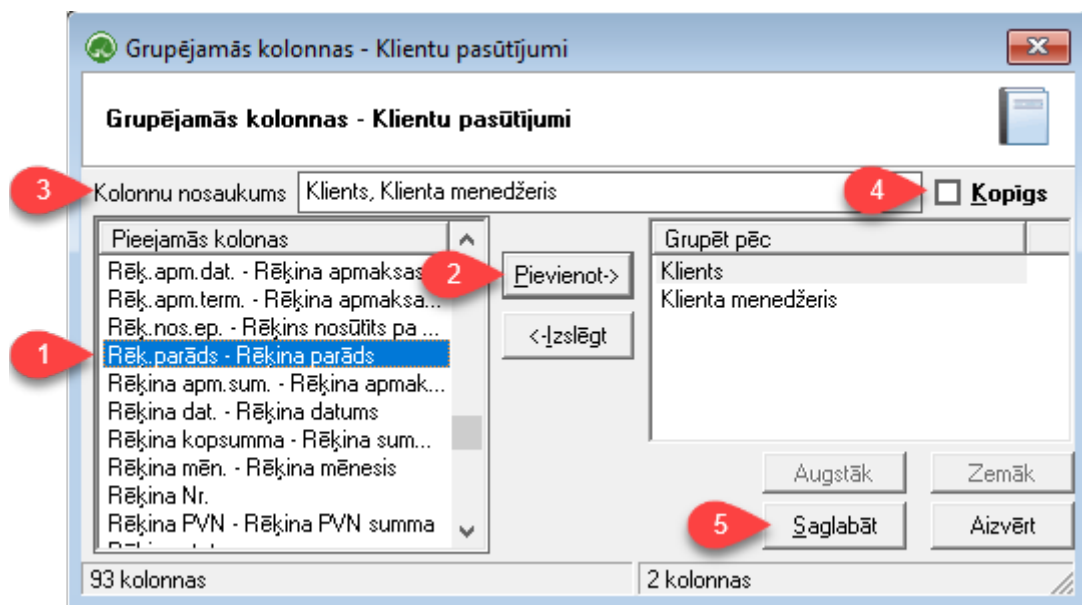 Grupējamās kolonnas - Klientu pasūtījumi
Grupējamās kolonnas - Klientu pasūtījumi
3 Kolonnu nosaukums Klients, Klienta menedžeris 4 Kopīgs
Pieejamās kolonas
Rēķ.apm.dat. - Rēķina apmaksas
Rēķ.apm.term. - Rēķina apmaksa...
Rēķ.nos.ep. - Rēķins nosūtīts pa ...
1 Rēķ.parāds - Rēķina parāds
Rēķina apm.sum. - Rēķina apmak...
Rēķina dat. - Rēķina datums
Rēķina kopsumma - Rēķina sum...
Rēķina mēn. - Rēķina mēnesis
Rēķina Nr.
Rēķina PVN - Rēķina PVN summa
2 Pievienot->
<-Izslēgt
Grupēt pēc
Klients
Klienta menedžeris
Augstāk Zemāk
5 Saglabāt Aizvērt
93 kolonnas 2 kolonnas